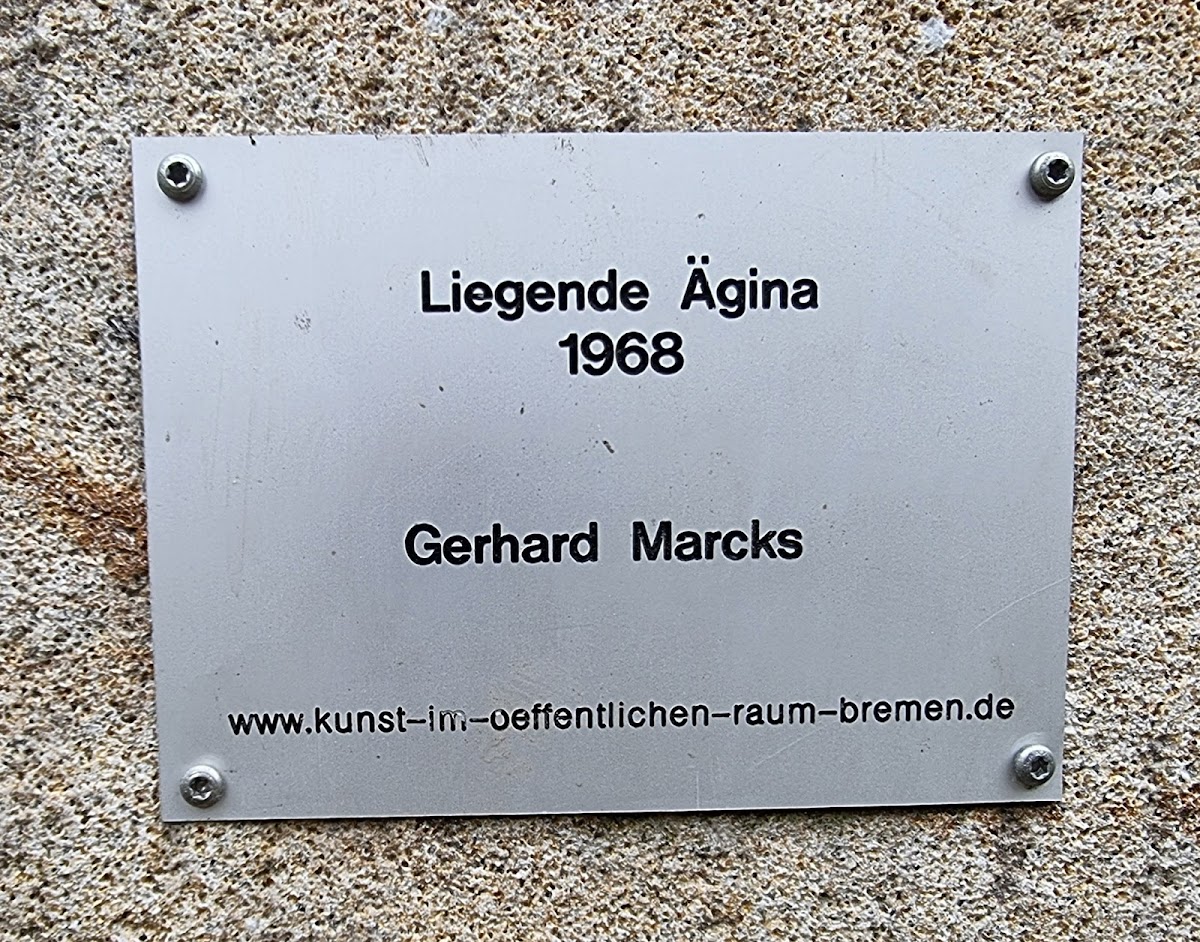 Liegende Ägina
1968
Gerhard Marcks
www.kunst-im-oeffentlichen-raum-bremen.de